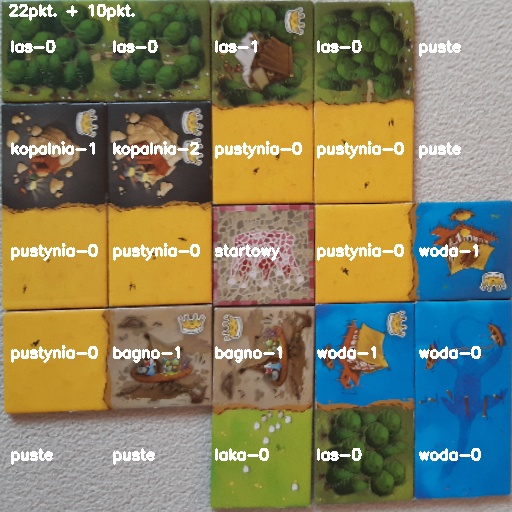 22pkt. + 10pkt.
las-0 las-0 las-1 las-0 puste
kopalnia-1 kopalnia-2 pustynia-0 pustynia-0 puste
pustynia-0 pustynia-0 startowy pustynia-0 woda-1
pustynia-0 bagno-1 bagno-1 woda-1 woda-0
puste puste laka-0 las-0 woda-0